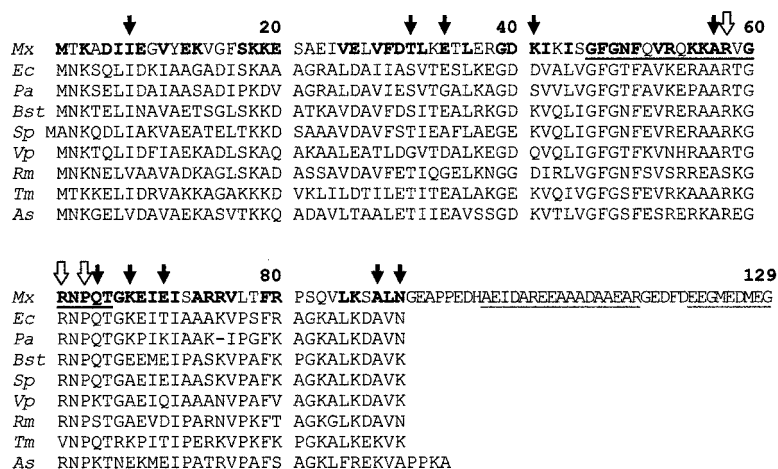 20 40 60
Mx MTKADIIEGVYEKVGFSKKE SAEIVELVFDTLKETLERGD KIKISGFGNFQVRQKKARVG
Ec MNKSQLIDKIAAGADISKAA AGRALDAIIASVTESLKEGD DVALVGFGTFAVKERAARTG
Pa MNKSELIDAIAASADIPKDV AGRALDAVIESVTGALKAGD SVVLVGFGTFAVKEPAARTG
Bst MNKTELINAVAETSGLSKKD ATKAVDAVFDSITEALRKGD KVQLIGFGNFEVRERAARKG
Sp MANKQDLIAKVAEATELTKKD SAAAVDAVFSTIEAFLAEGE KVQLIGFGNFEVRERAARKG
Vp MNKTQLIDFIAEKADLSKAQ AKAALEATLDGVTDALKEGD QVQLIGFGTFKVNHRAARTG
Rm MNKNELVAAVADKAGLSKAD ASSAVDAVFETIQGELKNGG DIRLVGFGNFSVSRREASKG
Tm MTKKELIDRVAKKAGAKKKD VKLILDTILETITEALAKGE KVQIVGFGSFEVRKAAARKG
As MNKGELVDAVAEKASVTKKQ ADAVLTAALETIIEAVSSGD KVTLVGFGSFESRERKAREG
80 129
Mx RNPQTGKEIEISARRVLTFR PSQVLKSALNGEAPPEDHAEIDAREEAAADAAEARGEDFDEEGMEDMEG
Ec RNPQTGKEITIAAAKVPSFR AGKALKDAVN
Pa RNPQTGKPIKIAAAK-IPGFK AGKALKDAVN
Bst RNPQTGEEMEIPASKVPAFK PGKALKDAVK
Sp RNPQTGAEIEIAASKVPAFK AGKALKDAVK
Vp RNPKTGAEIQIAAANVPAFV AGKALKDAVK
Rm RNPSTGAEVDIPARNVPKFT AGKGLKDAVN
Tm VNPQTRKPITIPERKVPKFK PGKALKEKVK
As RNPKTNEKMEIPATRVPAFS AGKLFREKVAPPKA